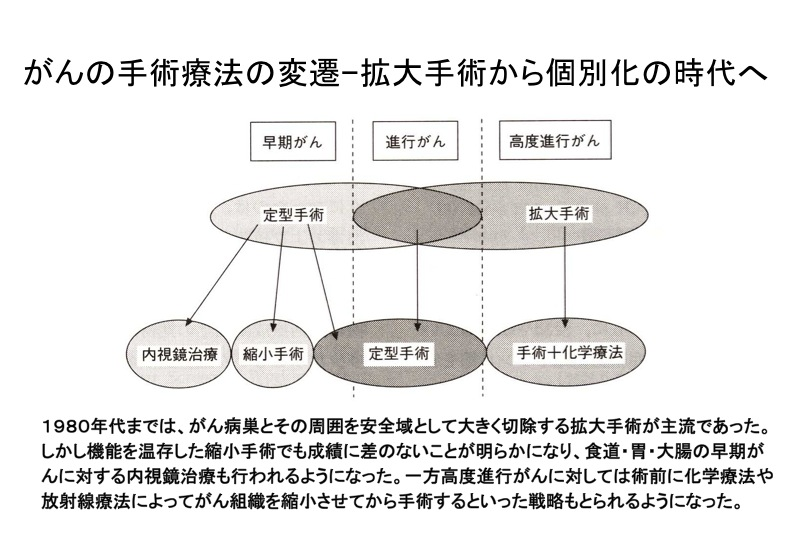 がんの手術療法の変遷−拡大手術から個別化の時代へ
早期がん
進行がん
高度進行がん
定型手術
拡大手術
内視鏡治療
縮小手術
定型手術
手術＋化学療法
１９８０年代までは、がん病巣とその周囲を安全域として大きく切除する拡大手術が主流であった。
しかし機能を温存した縮小手術でも成績に差のないことが明らかになり、食道・胃・大腸の早期が
んに対する内視鏡治療も行われるようになった。一方高度進行がんに対しては術前に化学療法や
放射線療法によってがん組織を縮小させてから手術するといった戦略もとられるようになった。